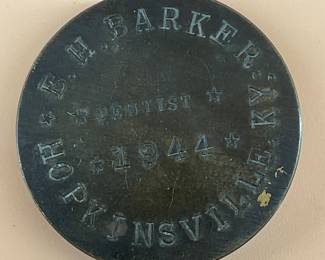 E.H. BARKER.
DENTIST
1944
HOPKINSVILLE. KY.